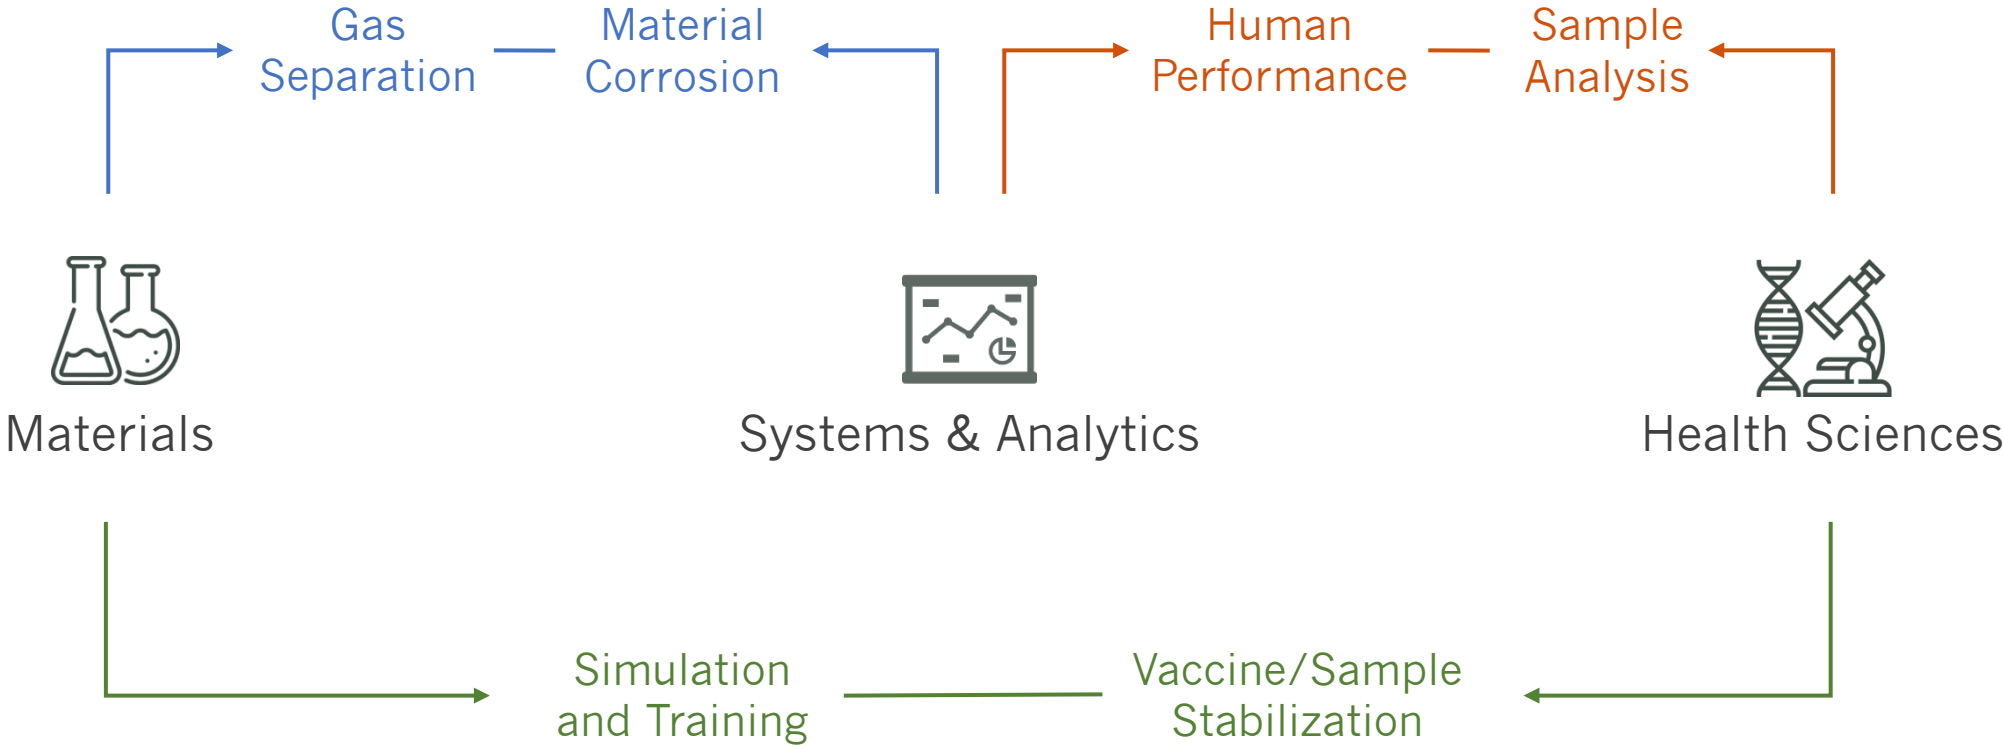 Gas
Separation
Material
Corrosion
Human
Performance
Sample
Analysis
Materials
Systems & Analytics
Health Sciences
Simulation
and Training
Vaccine/Sample
Stabilization